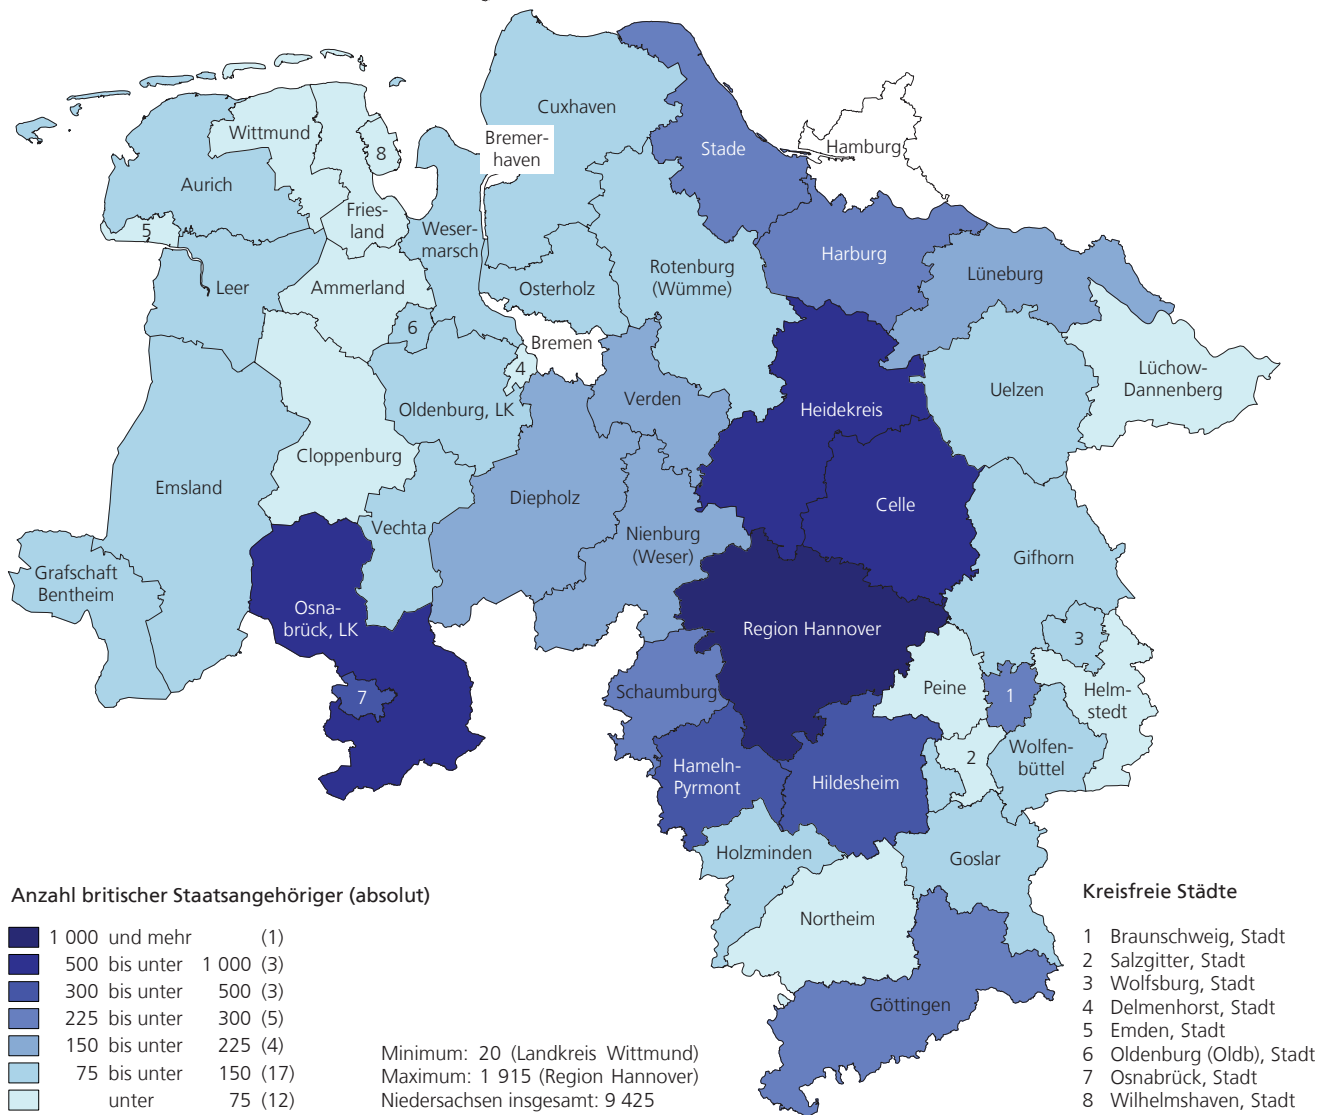 Cuxhaven
Bremer-
haven
Wittmund
8
Stade
Hamburg
Aurich
Fries-
land
5
Weser-
marsch
Harburg
Lüneburg
Rotenburg
(Wümme)
Leer
Ammerland
Osterholz
6
Bremen
4
Lüchow-
Dannenberg
Uelzen
Oldenburg, LK
Verden
Heidekreis
Cloppenburg
Emsland
Diepholz
Celle
Vechta
Nienburg
(Weser)
Gifhorn
Grafschaft
Bentheim
Osna-
brück, LK
Region Hannover
3
7
Schaumburg
Peine
1
Helm-
stedt
2
Wolfen-
büttel
Hameln-
Pyrmont
Hildesheim
Holzminden
Goslar
Northeim
Göttingen
Anzahl britischer Staatsangehöriger (absolut)
1 000 und mehr (1)
500 bis unter 1 000 (3)
300 bis unter 500 (3)
225 bis unter 300 (5)
150 bis unter 225 (4)
75 bis unter 150 (17)
unter 75 (12)
Minimum: 20 (Landkreis Wittmund)
Maximum: 1 915 (Region Hannover)
Niedersachsen insgesamt: 9 425
Kreisfreie Städte
1 Braunschweig, Stadt
2 Salzgitter, Stadt
3 Wolfsburg, Stadt
4 Delmenhorst, Stadt
5 Emden, Stadt
6 Oldenburg (Oldb), Stadt
7 Osnabrück, Stadt
8 Wilhelmshaven, Stadt